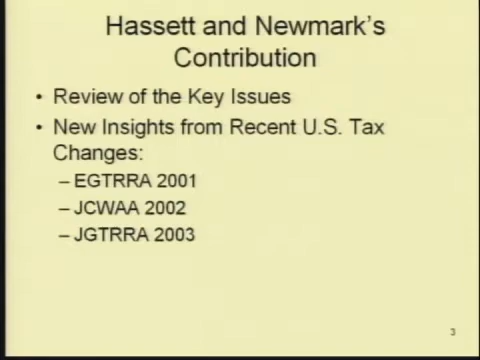 Hassett and Newmark's
Contribution
• Review of the Key Issues
• New Insights from Recent U.S. Tax
Changes:
– EGTRRA 2001
– JCWAA 2002
– JGTRRA 2003
3